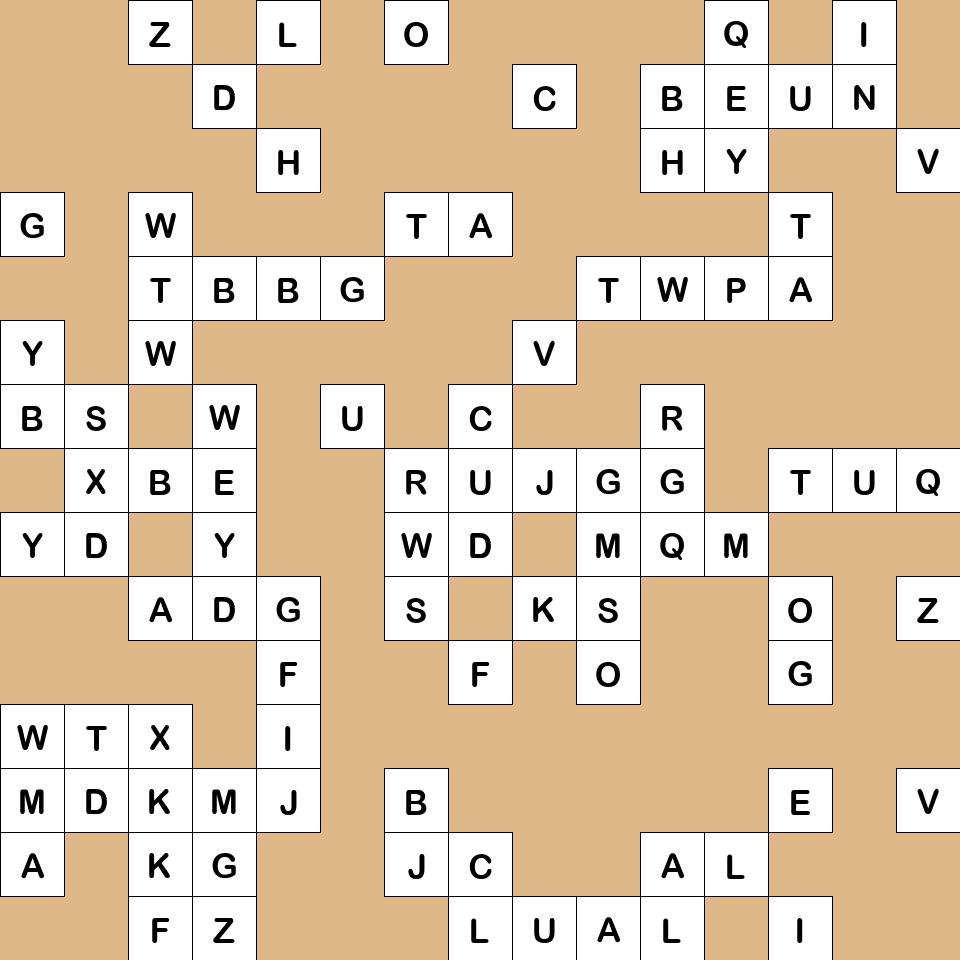 Z L O Q I
D C B E U N
H H Y V
G W T A T
T B B G T W P A
Y W V
B S W U C R
X B E R U J G G T U Q
Y D Y W D M Q M
A D G S K S O Z
F F O G
W T X I
M D K M J B E V
A K G J C A L
F Z L U A L I